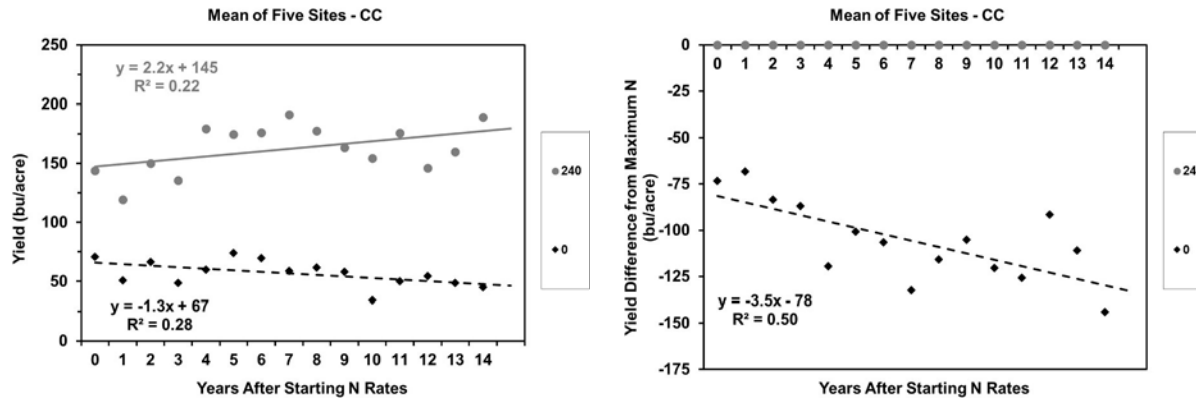 Mean of Five Sites - CC
250
200
150
100
50
0
Yield (bu/acre)
y = 2.2x + 145
R² = 0.22
y = -1.3x + 67
R² = 0.28
0 1 2 3 4 5 6 7 8 9 10 11 12 13 14
Years After Starting N Rates
240
0
Mean of Five Sites - CC
0
-25
-50
-75
-100
-125
-150
-175
Yield Difference from Maximum N
(bu/acre)
0 1 2 3 4 5 6 7 8 9 10 11 12 13 14
y = -3.5x - 78
R² = 0.50
Years After Starting N Rates
24
0